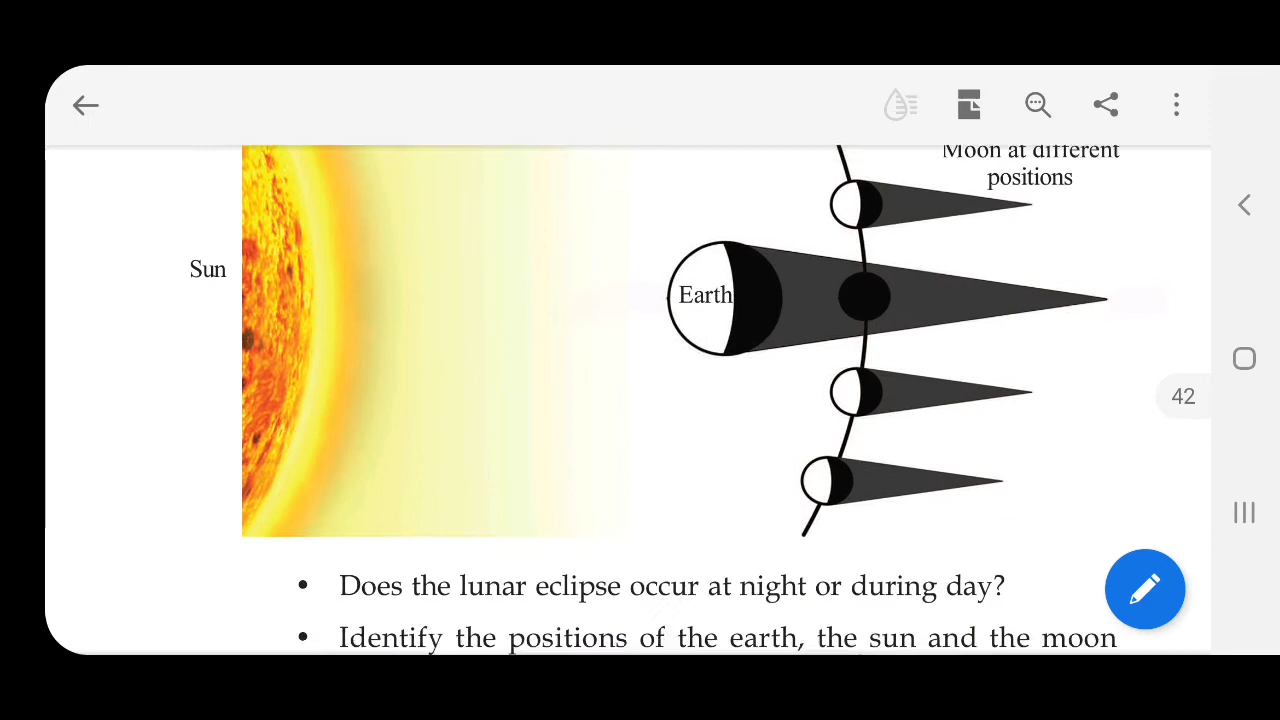 Moon at different
positions
Sun
Earth
42
• Does the lunar eclipse occur at night or during day?
• Identify the positions of the earth, the sun and the moon